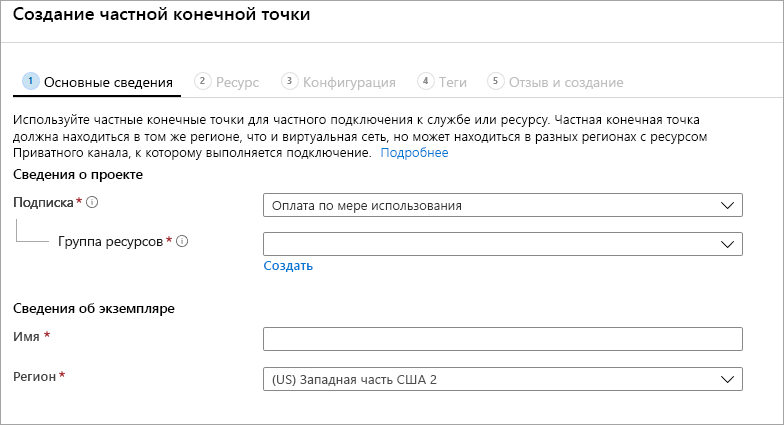 Создание частной конечной точки
1 Основные сведения 2 Ресурс 3 Конфигурация 4 Теги 5 Отзыв и создание
Используйте частные конечные точки для частного подключения к службе или ресурсу. Частная конечная точка
должна находиться в том же регионе, что и виртуальная сеть, но может находиться в разных регионах с ресурсом
Приватного канала, к которому выполняется подключение. Подробнее
Сведения о проекте
Подписка *
Оплата по мере использования
Группа ресурсов *
Создать
Сведения об экземпляре
Имя *
Регион *
(US) Западная часть США 2